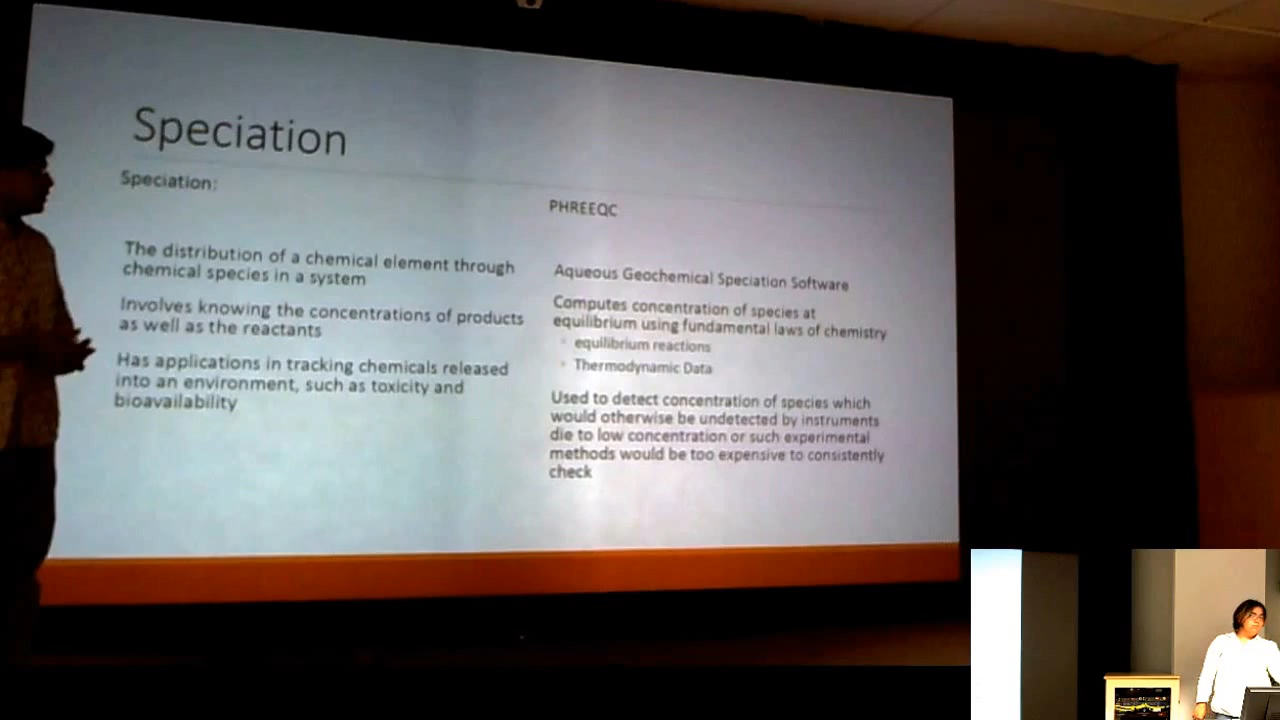 Speciation
Speciation:
The distribution of a chemical element through
chemical species in a system
Involves knowing the concentrations of products
as well as the reactants
Has applications in tracking chemicals released
into an environment, such as toxicity and
bioavailability
PHREEQC
Aqueous Geochemical Speciation Software
Computes concentration of species at
equilibrium using fundamental laws of chemistry
equilibrium reactions
Thermodynamic Data
Used to detect concentration of species which
would otherwise be undetected by instruments
die to low concentration or such experimental
methods would be too expensive to consistently
check